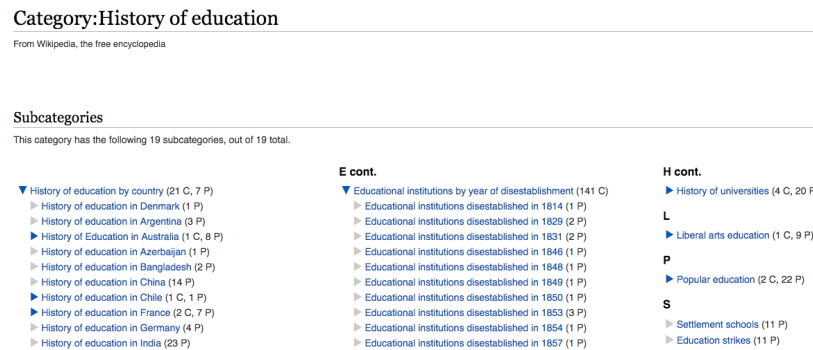 Category:History of education
From Wikipedia, the free encyclopedia
Subcategories
This category has the following 19 subcategories, out of 19 total.
History of education by country (21 C, 7 P)
History of education in Denmark (1 P)
History of education in Argentina (3 P)
History of Education in Australia (1 C, 8 P)
History of education in Azerbaijan (1 P)
History of education in Bangladesh (2 P)
History of education in China (14 P)
History of education in Chile (1 C, 1 P)
History of education in France (2 C, 7 P)
History of education in Germany (4 P)
History of education in India (23 P)
E cont.
Educational institutions by year of disestablishment (141 C)
Educational institutions disestablished in 1814 (1 P)
Educational institutions disestablished in 1829 (2 P)
Educational institutions disestablished in 1831 (2 P)
Educational institutions disestablished in 1846 (1 P)
Educational institutions disestablished in 1848 (1 P)
Educational institutions disestablished in 1849 (1 P)
Educational institutions disestablished in 1850 (1 P)
Educational institutions disestablished in 1853 (3 P)
Educational institutions disestablished in 1854 (1 P)
Educational institutions disestablished in 1857 (1 P)
H cont.
History of universities (4 C, 20 P
L
Liberal arts education (1 C, 9 P)
P
Popular education (2 C, 22 P)
S
Settlement schools (11 P)
Education strikes (11 P)